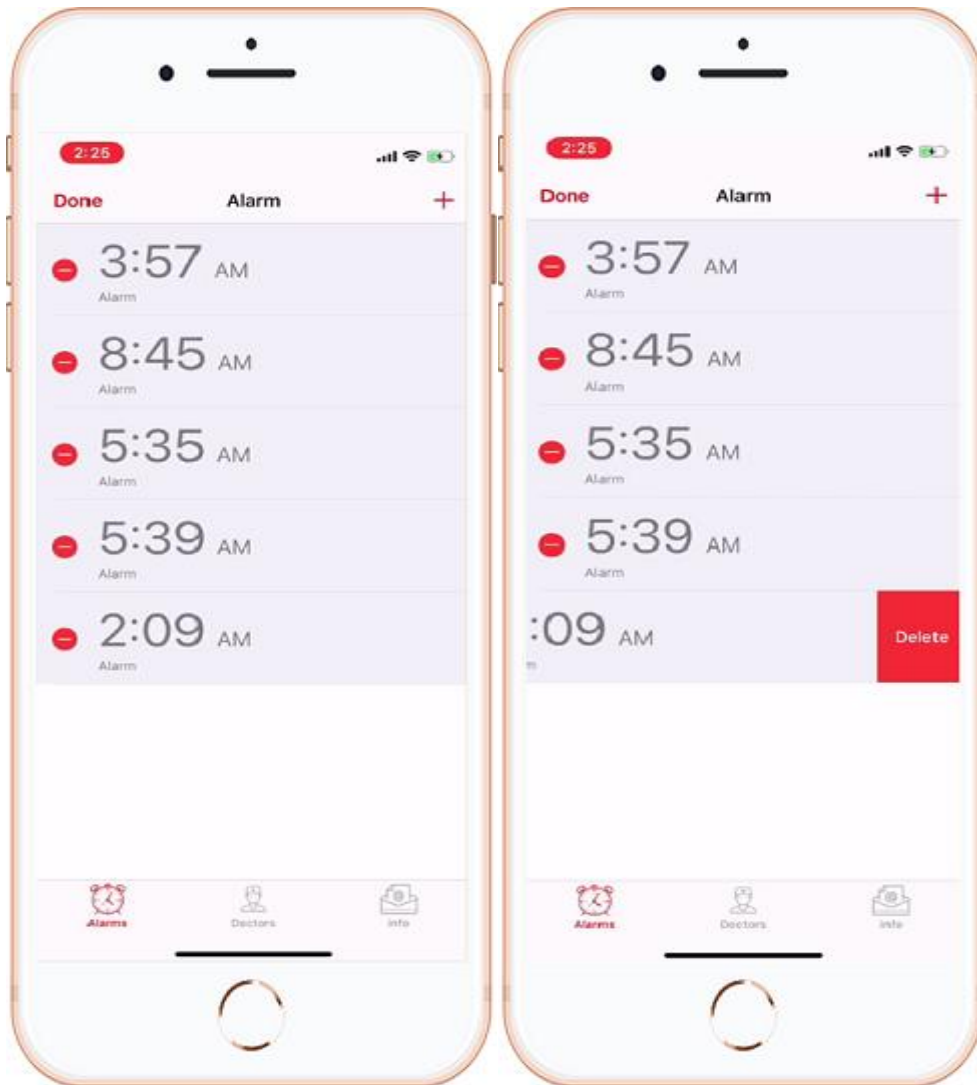 2:25
Done Alarm +
3:57 AM
Alarm
8:45 AM
Alarm
5:35 AM
Alarm
5:39 AM
Alarm
2:09 AM
Alarm
Alarms Doctors Info
2:25
Done Alarm +
3:57 AM
Alarm
8:45 AM
Alarm
5:35 AM
Alarm
5:39 AM
Alarm
:09 AM Delete
m
Alarms Doctors Info